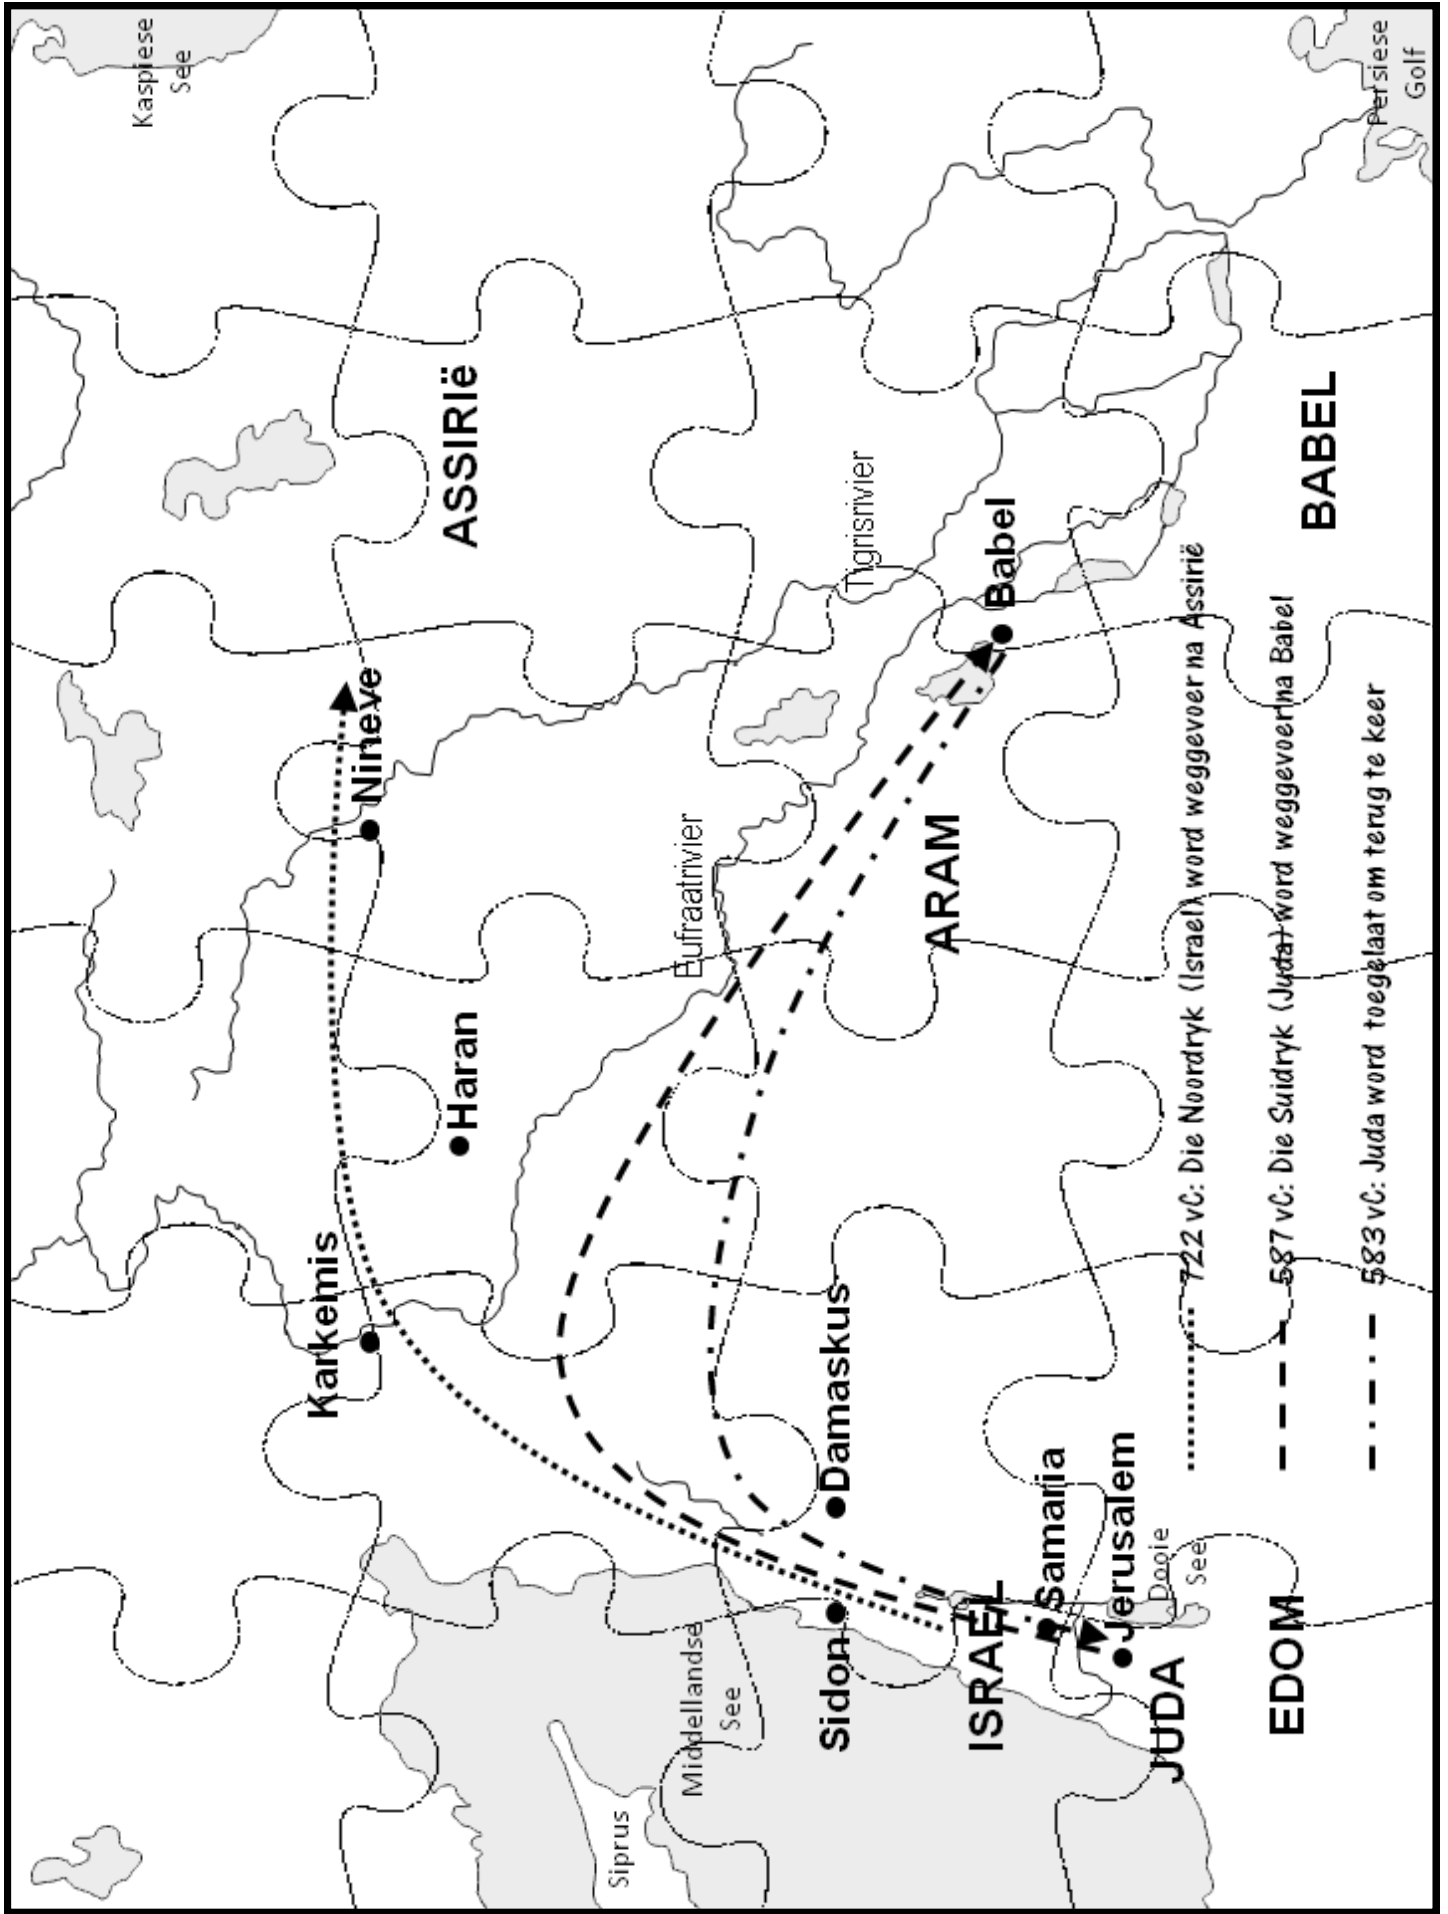 Kaspiese
See
Persiese
Golf
ASSIRIë
BABEL
Tigrisrivier
Babel
Nineve
Eufraatrivier
ARAM
Haran
Karkemis
Damaskus
Samaria
Jerusalem
Dooie
See
Sidon
ISRAEL
JUDA
EDOM
Middellandse
See
Siprus
722 vC: Die Noordryk (Israel) word weggevoer na Assirië
587 vC: Die Suidryk (Juda) word weggevoer na Babel
583 vC: Juda word toegelaat om terug te keer